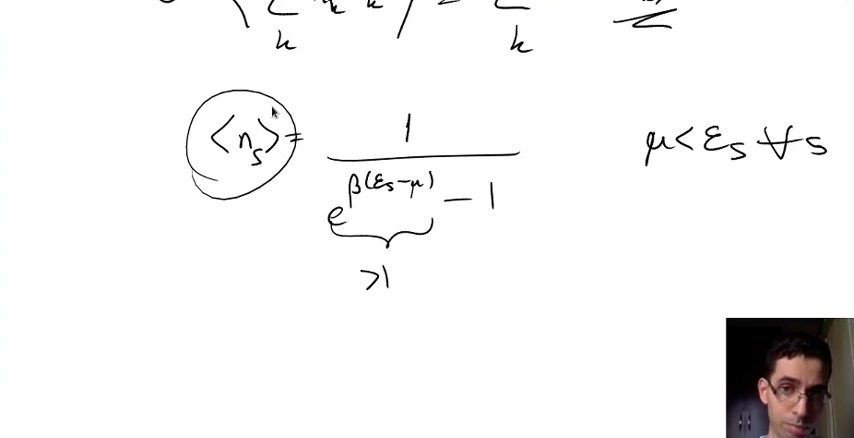 Σ k Σ k
<n_s> = 1 / (e^{β(ε_s-μ)} - 1) μ < ε_s ∀ s
>1